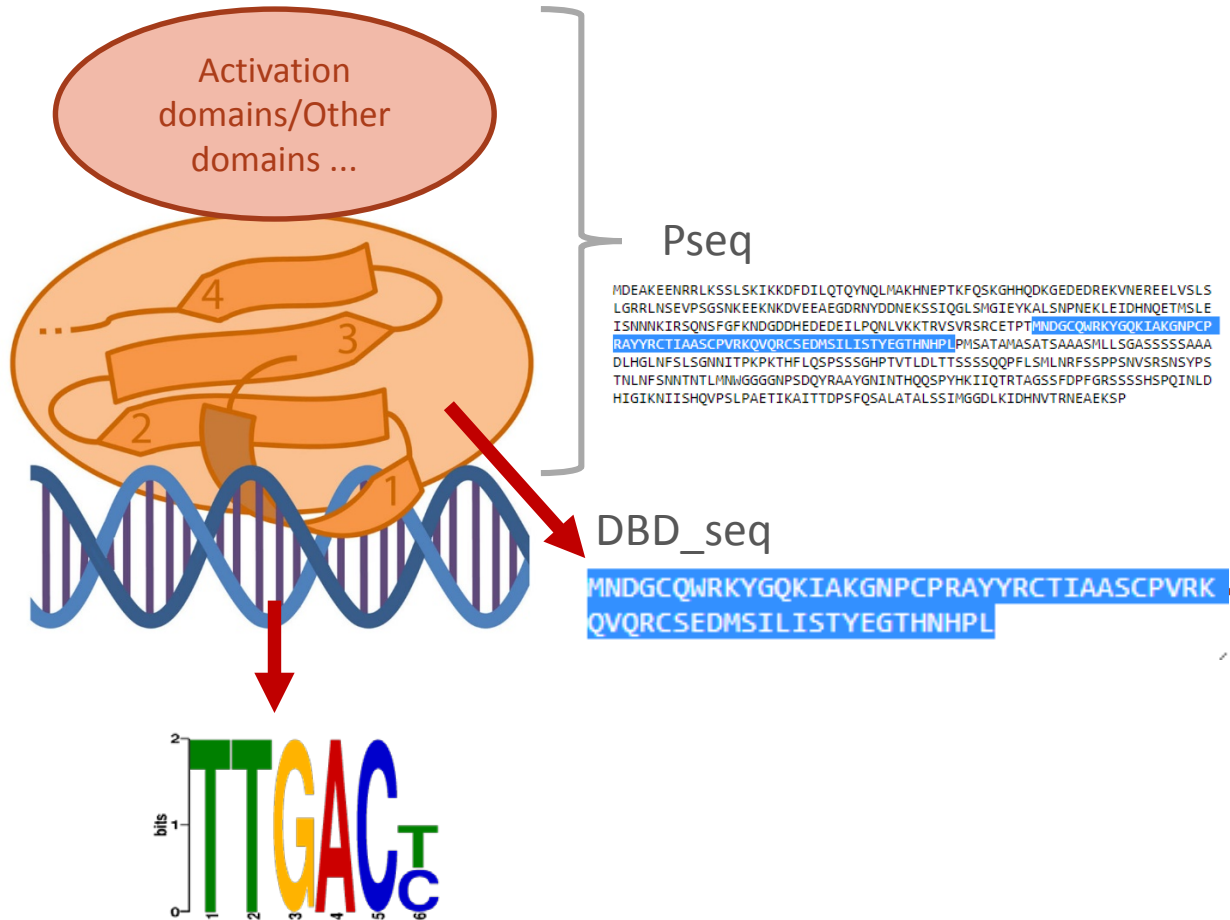 Activation
domains/Other
domains ...
4
3
2
1
Pseq
MDEAKEENRRLKSSLSKIKKDFDILQTQYNQLMAKHNEPTKFQSKGHHQDKGEDEDREKVNEREELVSLS
LGRRLNSEVPSGSNKEEKNKDVEEAEGDRNYDDNEKSSIQGLSMGIEYKALSNPNEKLEIDHNQETMSLE
ISNNNKIRSQNSFGFKNDGDDHEDEDEILPQNLVKKTRVSVRSRCETPTMNDGCQWRKYGQKIAKGNPCP
RAYYRCTIAASCPVRKQVQRCSEDMSILISTYEGTHNHPLPMSATAMASATSAAASMLLSGASSSSSAAA
DLHGLNFSLSGNNITPKPKTHFLQSPSSSGHPTVTLDLTTSSSSQQPFLSMLNRFSSPPSNVSRSNSYPS
TNLNFSNNTNTLMNWGGGGNPSDQYRAAYGNINTHQQSPYHKIIQTRTAGSSFDPFGRSSSSHSPQINLD
HIGIKNIISHQVPSLPAETIKAITTDPSFQSALATALSSIMGGDLKIDHNVTRNEAEKSP
DBD_seq
MNDGCQWRKYGQKIAKGNPCPRAYYRCTIAASCPVRK
QVQRCSEDMSILISTYEGTHNHPL
2
bits
1
0
TTGACT
C
1 2 3 4 5 6